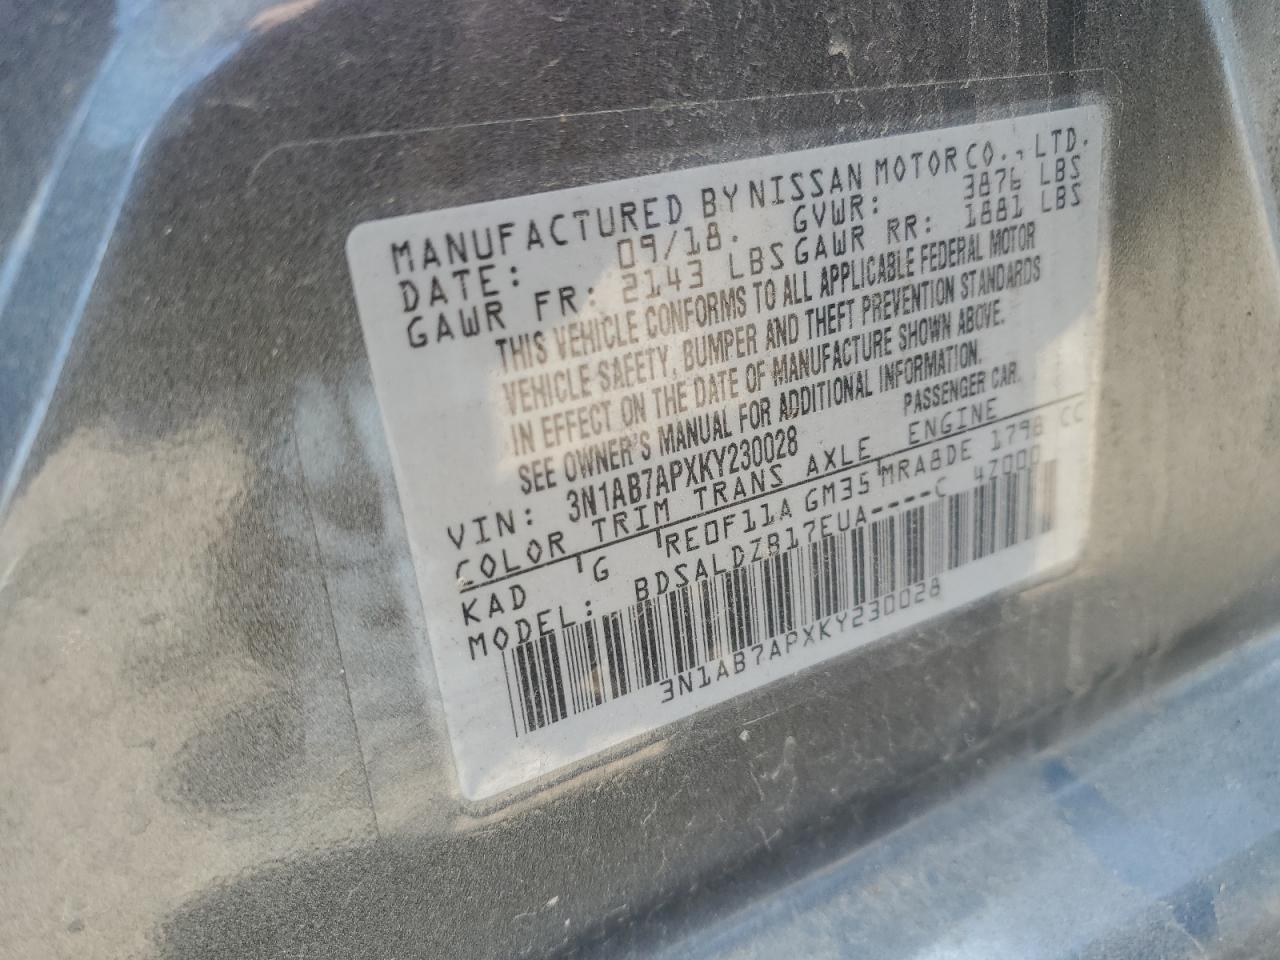 MANUFACTURED BY NISSAN MOTOR CO., LTD.
DATE: 09/18. GVWR: 3876 LBS
GAWR FR: 2143 LBS GAWR RR: 1881 LBS
THIS VEHICLE CONFORMS TO ALL APPLICABLE FEDERAL MOTOR
VEHICLE SAFETY, BUMPER AND THEFT PREVENTION STANDARDS
IN EFFECT ON THE DATE OF MANUFACTURE SHOWN ABOVE.
SEE OWNER'S MANUAL FOR ADDITIONAL INFORMATION.
VIN: 3N1AB7APXKY230028 PASSENGER CAR.
COLOR TRIM TRANS AXLE ENGINE
KAD G RE0F11A GM35 MRA8DE 1798 CC
MODEL: BDSALDZB17EUA----C 4Z000
3N1AB7APXKY230028